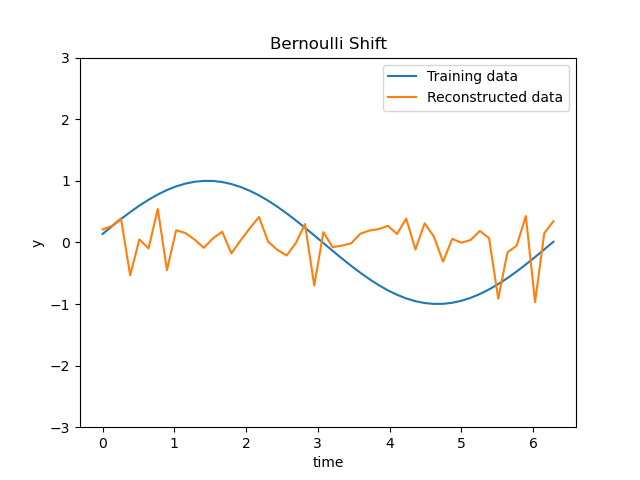 Bernoulli Shift
Training data
Reconstructed data
3
2
1
0
−1
−2
−3
y
0 1 2 3 4 5 6
time